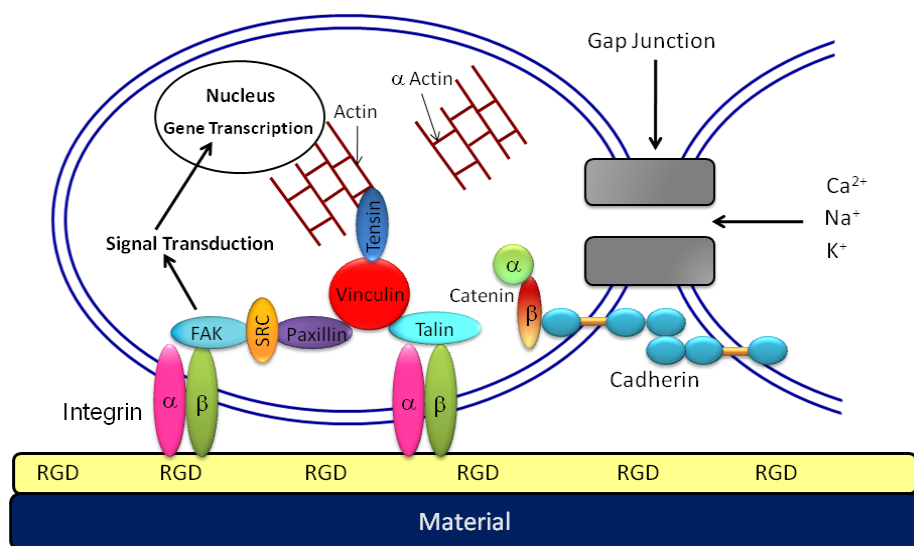 Gap Junction
α Actin
Nucleus
Gene Transcription
Actin
Ca²⁺
Na⁺
K⁺
Tensin
Signal Transduction
α
Catenin
β
Vinculin
FAK
SRC
Paxillin
Talin
Cadherin
Integrin
α
β
α
β
RGD RGD RGD RGD RGD RGD
Material